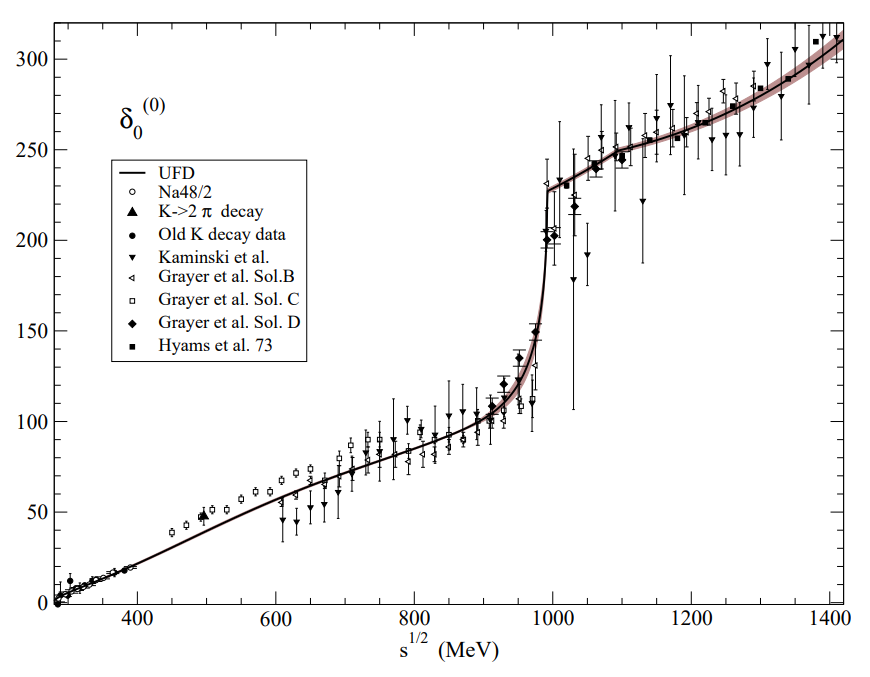 300
250
200
150
100
50
0
δ₀⁽⁰⁾
UFD
Na48/2
K->2 π decay
Old K decay data
Kaminski et al.
Grayer et al. Sol.B
Grayer et al. Sol. C
Grayer et al. Sol. D
Hyams et al. 73
400 600 800 1000 1200 1400
s^1/2 (MeV)